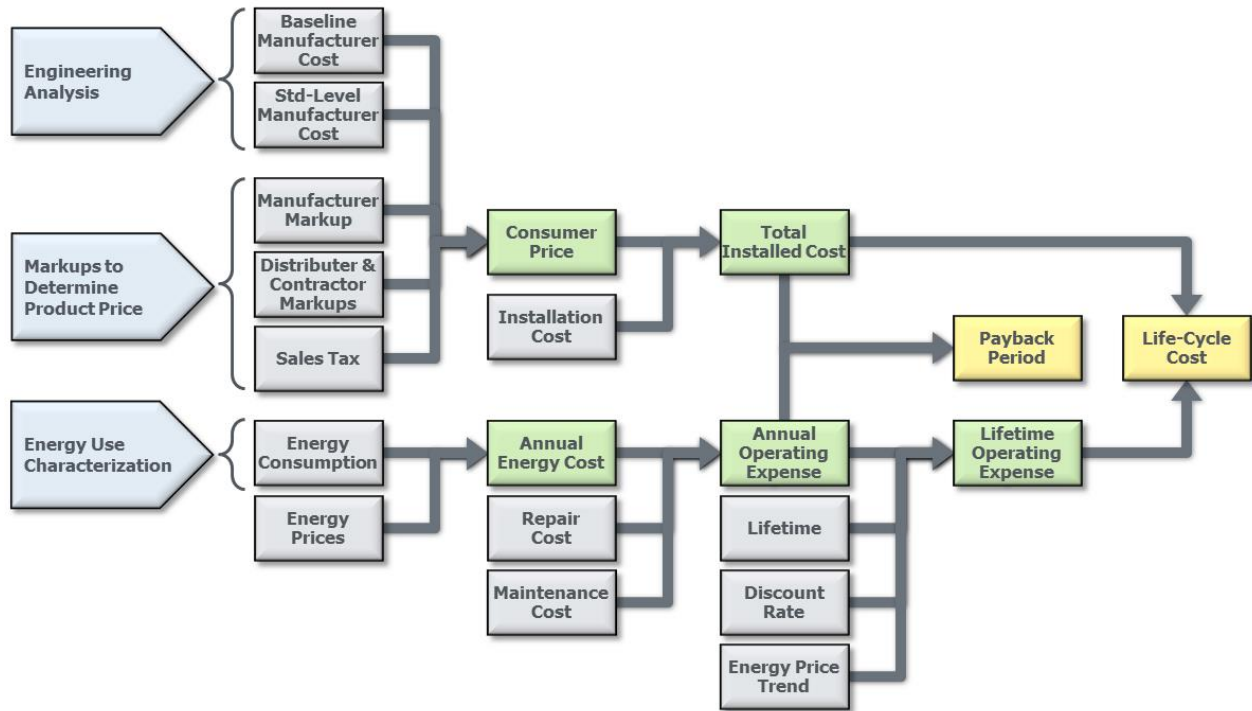 Engineering
Analysis
Baseline
Manufacturer
Cost
Std-Level
Manufacturer
Cost
Markups to
Determine
Product Price
Manufacturer
Markup
Distributer &
Contractor
Markups
Sales Tax
Consumer
Price
Installation
Cost
Total
Installed Cost
Payback
Period
Life-Cycle
Cost
Energy Use
Characterization
Energy
Consumption
Energy
Prices
Annual
Energy Cost
Repair
Cost
Maintenance
Cost
Annual
Operating
Expense
Lifetime
Discount
Rate
Energy Price
Trend
Lifetime
Operating
Expense